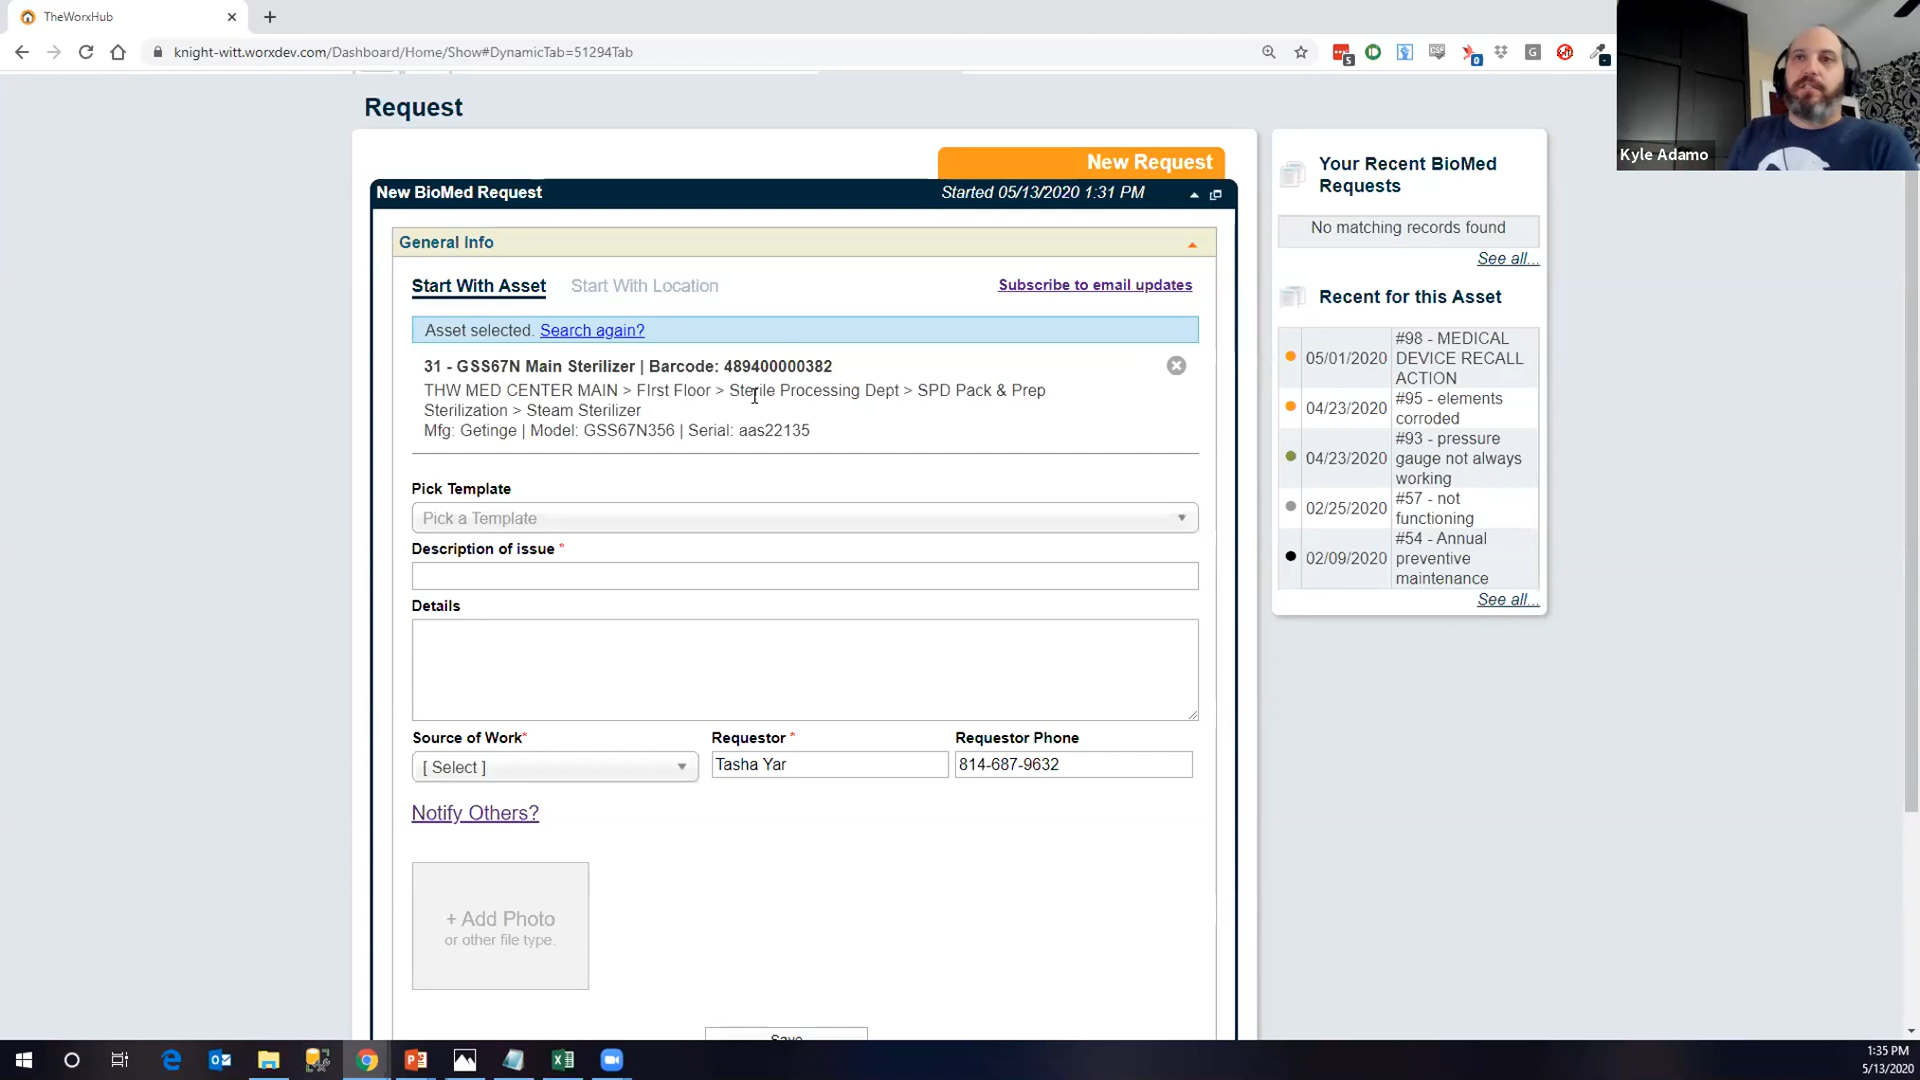 TheWorxHub
knight-witt.worxdev.com/Dashboard/Home/Show#DynamicTab=51294Tab
Kyle Adamo
Request
New Request
New BioMed Request
Started 05/13/2020 1:31 PM
General Info
Start With Asset
Start With Location
Subscribe to email updates
Asset selected. Search again?
31 - GSS67N Main Sterilizer | Barcode: 489400000382
THW MED CENTER MAIN > FIrst Floor > Sterile Processing Dept > SPD Pack & Prep
Sterilization > Steam Sterilizer
Mfg: Getinge | Model: GSS67N356 | Serial: aas22135
Pick Template
Pick a Template
Description of issue *
Details
Source of Work*
Requestor *
Requestor Phone
[ Select ]
Tasha Yar
814-687-9632
Notify Others?
+ Add Photo
or other file type.
Save
Your Recent BioMed
Requests
No matching records found
See all...
Recent for this Asset
05/01/2020
#98 - MEDICAL
DEVICE RECALL
ACTION
04/23/2020
#95 - elements
corroded
04/23/2020
#93 - pressure
gauge not always
working
02/25/2020
#57 - not
functioning
02/09/2020
#54 - Annual
preventive
maintenance
See all...
1:35 PM
5/13/2020